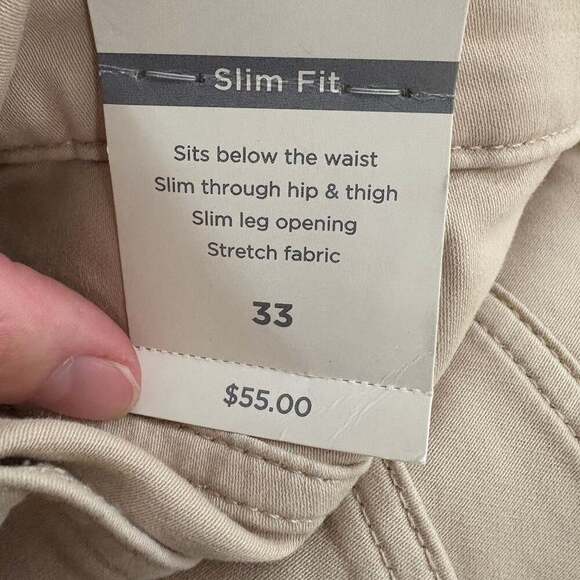 Slim Fit
Sits below the waist
Slim through hip & thigh
Slim leg opening
Stretch fabric
33
$55.00